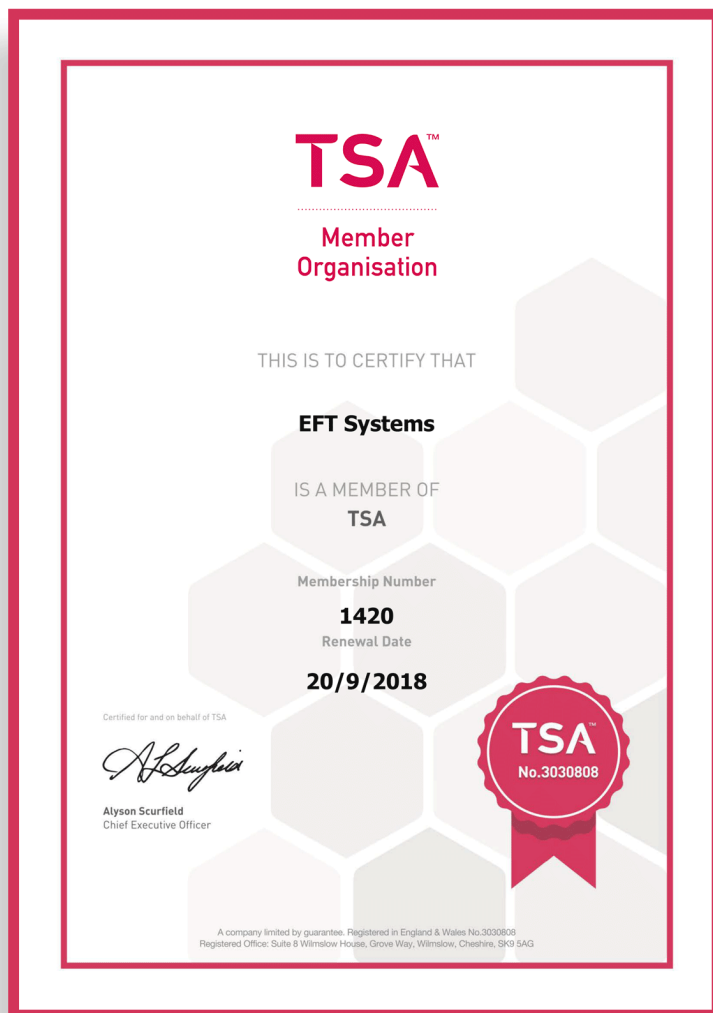 TSA™
Member
Organisation
THIS IS TO CERTIFY THAT
EFT Systems
IS A MEMBER OF
TSA
Membership Number
1420
Renewal Date
20/9/2018
Certified for and on behalf of TSA
Alyson Scurfield
Chief Executive Officer
TSA™
No.3030808
A company limited by guarantee. Registered in England & Wales No.3030808
Registered Office: Suite 8 Wilmslow House, Grove Way, Wilmslow, Cheshire, SK9 5AG